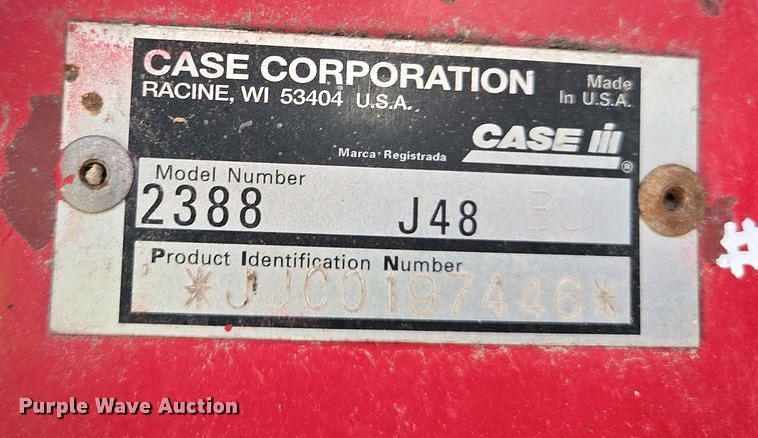 CASE CORPORATION
RACINE, WI 53404 U.S.A.
Made
In U.S.A.
CASE IH®
Marca Registrada
Model Number
2388 J48 BJ
Product Identification Number
*JJC0197446*
#
Purple Wave Auction